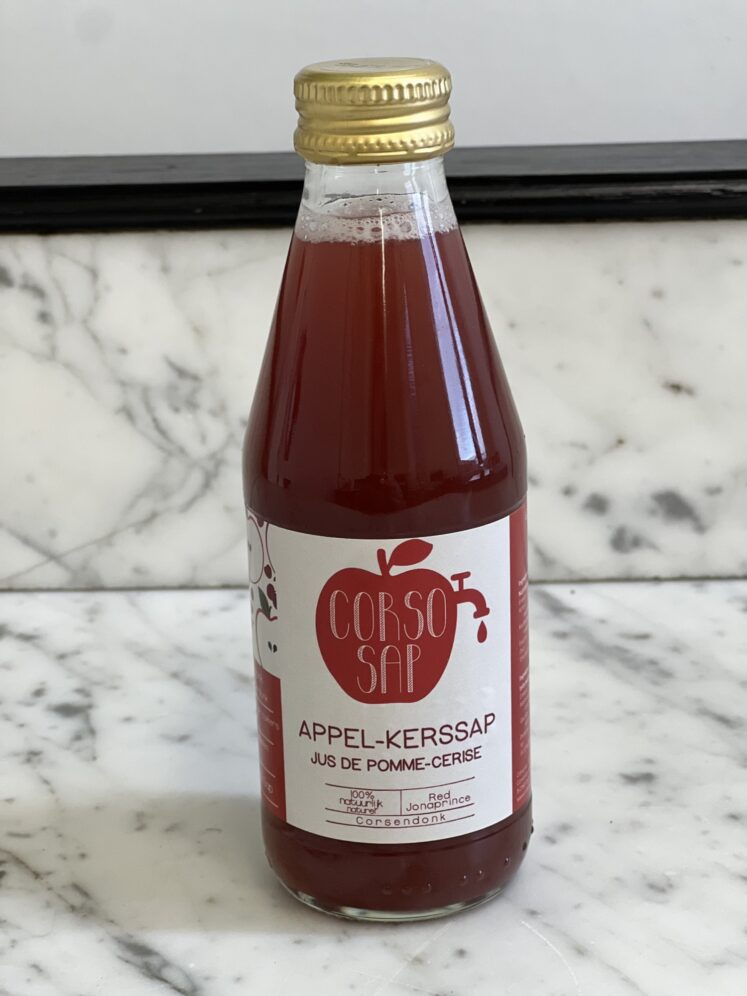 CORSO
SAP
APPEL-KERSSAP
JUS DE POMME-CERISE
100%
natuurlijk
naturel
Red
Jonaprince
Corsendonk